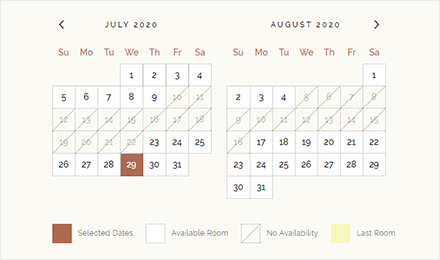 JULY 2020
Su Mo Tu We Th Fr Sa
1 2 3 4
5 6 7 8 9 10 11
12 13 14 15 16 17 18
19 20 21 22 23 24 25
26 27 28 29 30 31
AUGUST 2020
Su Mo Tu We Th Fr Sa
1
2 3 4 5 6 7 8
9 10 11 12 13 14 15
16 17 18 19 20 21 22
23 24 25 26 27 28 29
30 31
Selected Dates
Available Room
No Availability
Last Room